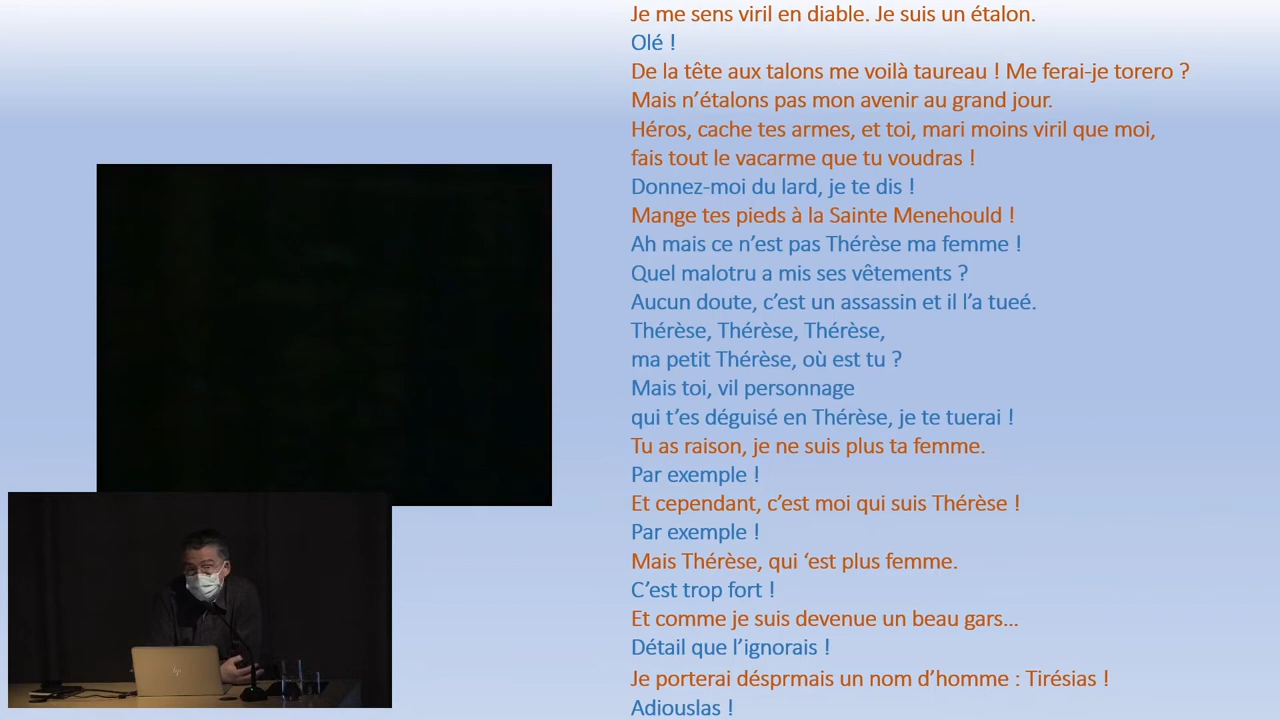 Je me sens viril en diable. Je suis un étalon.
Olé !
De la tête aux talons me voilà taureau ! Me ferai-je torero ?
Mais n’étalons pas mon avenir au grand jour.
Héros, cache tes armes, et toi, mari moins viril que moi,
fais tout le vacarme que tu voudras !
Donnez-moi du lard, je te dis !
Mange tes pieds à la Sainte Menehould !
Ah mais ce n’est pas Thérèse ma femme !
Quel malotru a mis ses vêtements ?
Aucun doute, c’est un assassin et il l’a tueé.
Thérèse, Thérèse, Thérèse,
ma petit Thérèse, où est tu ?
Mais toi, vil personnage
qui t’es déguisé en Thérèse, je te tuerai !
Tu as raison, je ne suis plus ta femme.
Par exemple !
Et cependant, c’est moi qui suis Thérèse !
Par exemple !
Mais Thérèse, qui ‘est plus femme.
C’est trop fort !
Et comme je suis devenue un beau gars…
Détail que l’ignorais !
Je porterai désprmais un nom d’homme : Tirésias !
Adiouslas !
hp